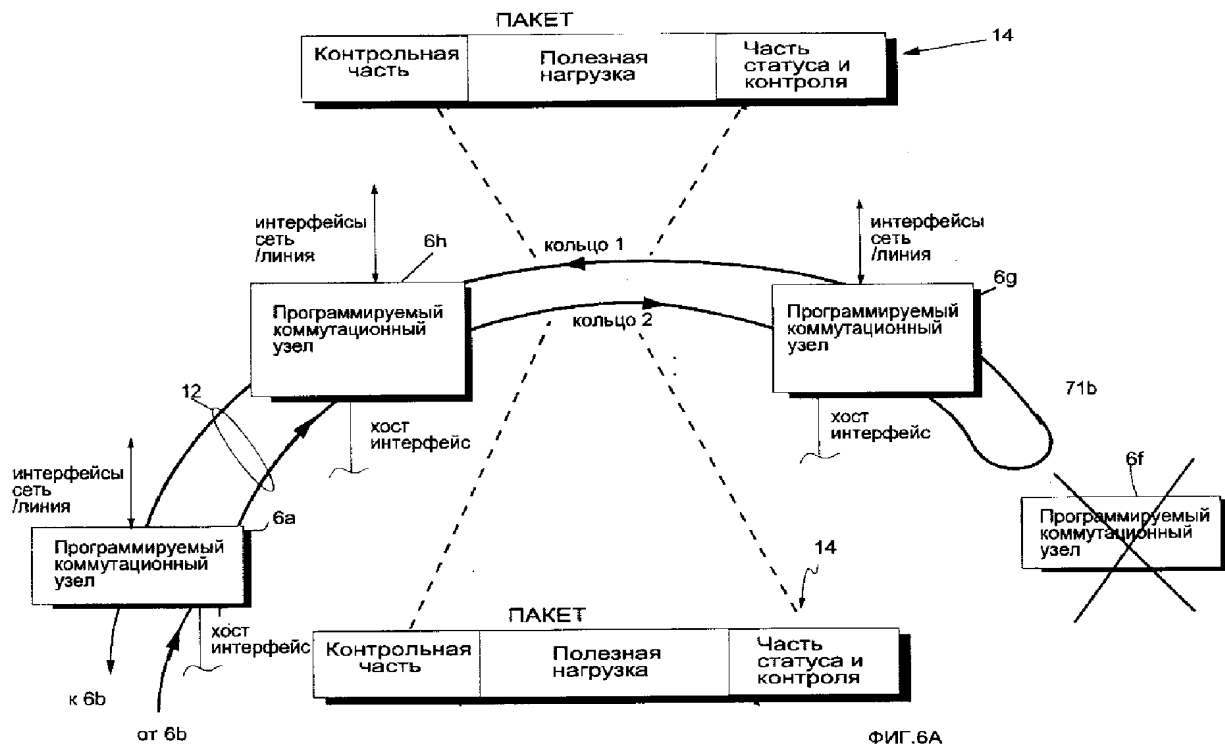 ПАКЕТ
14
Контрольная
часть
Полезная
нагрузка
Часть
статуса и
контроля
интерфейсы
сеть
/линия
6h
кольцо 1
интерфейсы
сеть
/линия
6g
Программируемый
коммутационный
узел
кольцо 2
Программируемый
коммутационный
узел
12
хост
интерфейс
хост
интерфейс
71b
интерфейсы
сеть
/линия
6a
6f
Программируемый
коммутационный
узел
Программируемый
коммутационный
узел
14
хост
интерфейс
ПАКЕТ
Контрольная
часть
Полезная
нагрузка
Часть
статуса и
контроля
к 6b
от 6b
ФИГ.6А